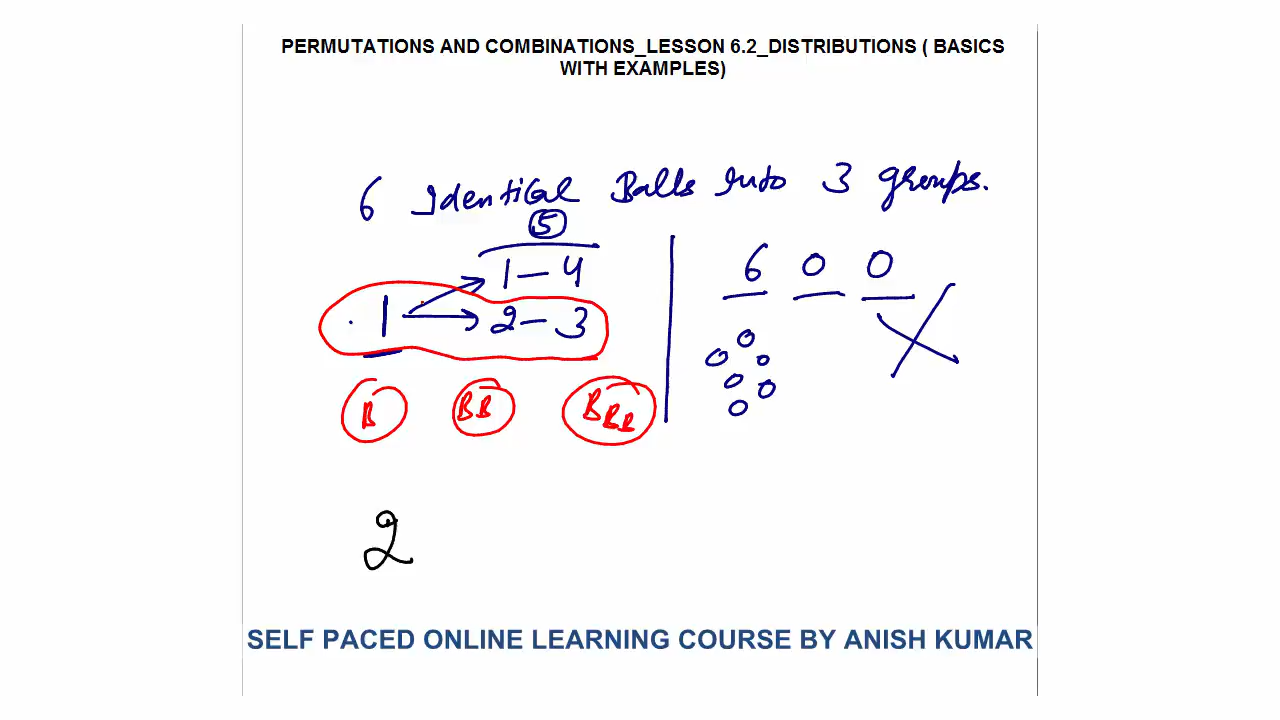 PERMUTATIONS AND COMBINATIONS_LESSON 6.2_DISTRIBUTIONS ( BASICS
WITH EXAMPLES)
6 Identical Balls into 3 groups.
5
1 — 4
1 2 — 3
B BB BBB
6 0 0
2
SELF PACED ONLINE LEARNING COURSE BY ANISH KUMAR